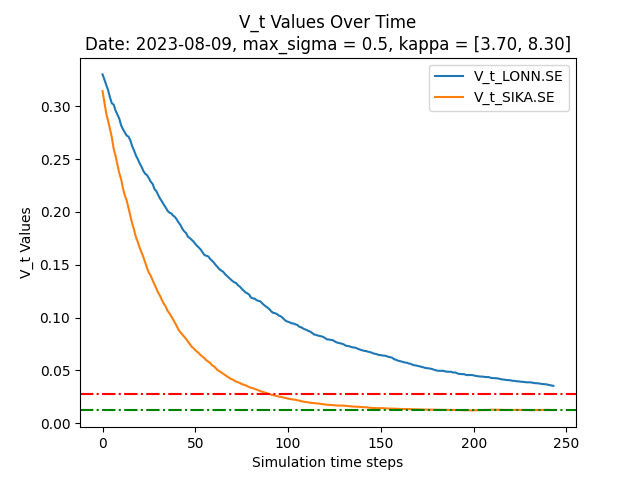 V_t Values Over Time
Date: 2023-08-09, max_sigma = 0.5, kappa = [3.70, 8.30]
V_t_LONN.SE
V_t_SIKA.SE
V_t Values
0.30
0.25
0.20
0.15
0.10
0.05
0.00
0 50 100 150 200 250
Simulation time steps